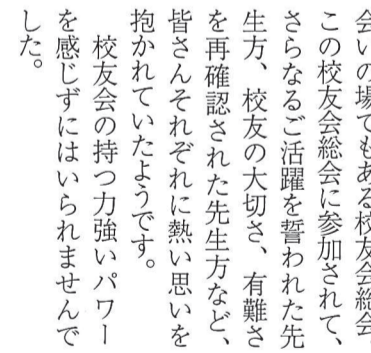 会いの場でもある校友会総会
この校友会総会に参加されて、
さらなるご活躍を誓われた先
生方、校友の大切さ、有難さ
を再確認された先生方など、
皆さんそれぞれに熱い思いを
抱かれていたようです。
校友会の持つ力強いパワー
を感じずにはいられませんで
した。